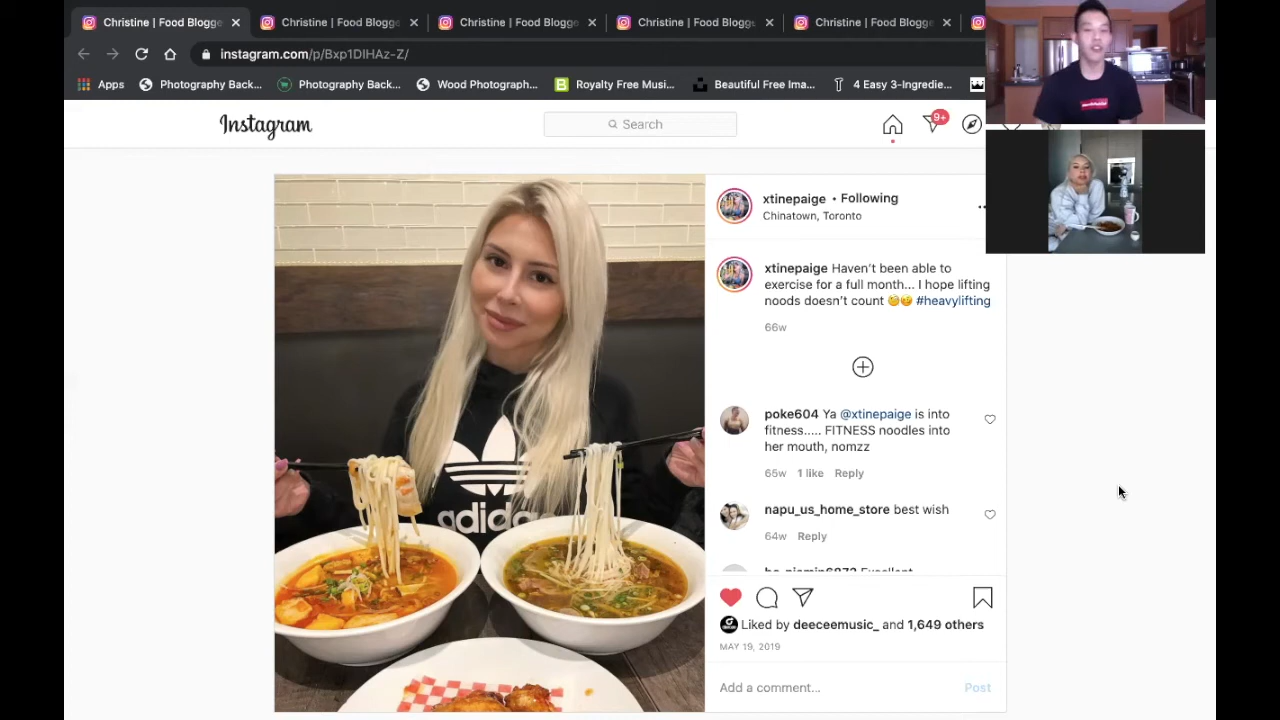 Christine | Food Blogge
Christine | Food Blogge
Christine | Food Blogge
Christine | Food Blogge
Christine | Food Blogge
instagram.com/p/Bxp1DIHAz-Z/
Apps
Photography Back...
Photography Back...
World Photograph...
Royalty Free Musi...
Beautiful Free Ima...
4 Easy 3-Ingredie...
Instagram
Search
9+
xtinepaige • Following
Chinatown, Toronto
xtinepaige Haven't been able to
exercise for a full month... I hope lifting
noods doesn't count 🧐😏 #heavylifting
66w
poke604 Ya @xtinepaige is into
fitness..... FITNESS noodles into
her mouth, nomzz
65w 1 like Reply
napu_us_home_store best wish
64w Reply
adidas
Liked by deeceemusic_ and 1,649 others
MAY 19, 2019
Add a comment...
Post